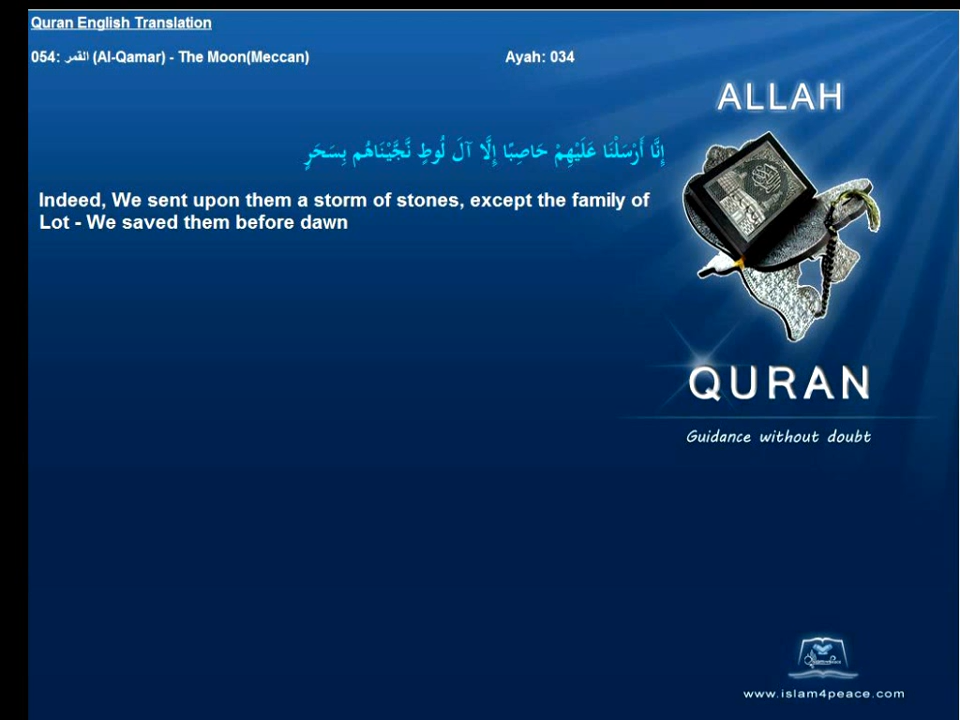 Quran English Translation
054: القمر (Al-Qamar) - The Moon(Meccan) Ayah: 034
ALLAH
إِنَّا أَرْسَلْنَا عَلَيْهِمْ حَاصِبًا إِلَّا آلَ لُوطٍ نَّجَّيْنَاهُم بِسَحَرٍ
Indeed, We sent upon them a storm of stones, except the family of
Lot - We saved them before dawn
QURAN
Guidance without doubt
www.islam4peace.com